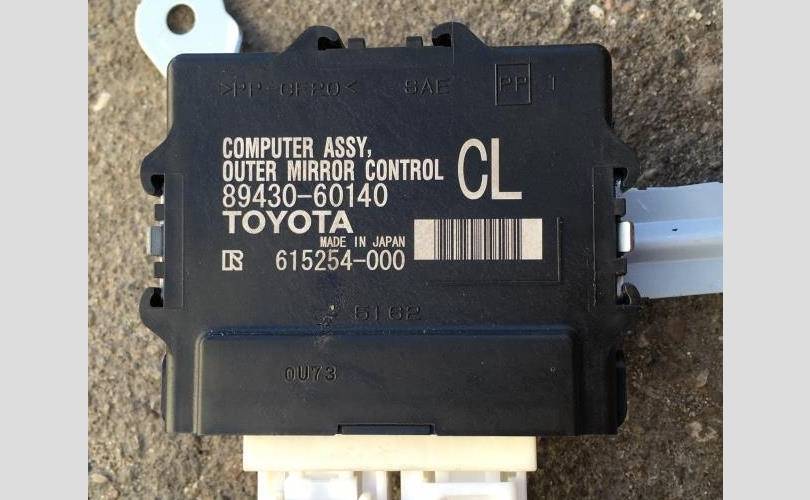 >PP-GF20< SAE PP 1
COMPUTER ASSY,
OUTER MIRROR CONTROL CL
89430-60140
TOYOTA
MADE IN JAPAN
615254-000
5162
0U73